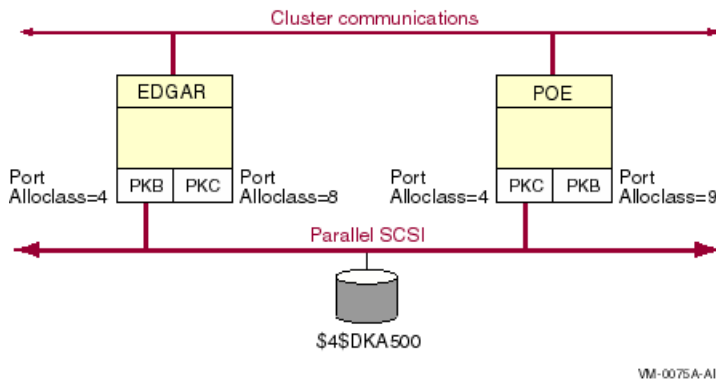 Cluster communications
EDGAR
POE
Port
Alloclass=4
PKB
PKC
Port
Alloclass=8
Port
Alloclass=4
PKC
PKB
Port
Alloclass=9
Parallel SCSI
$4$DKA500
VM-0075A-AI